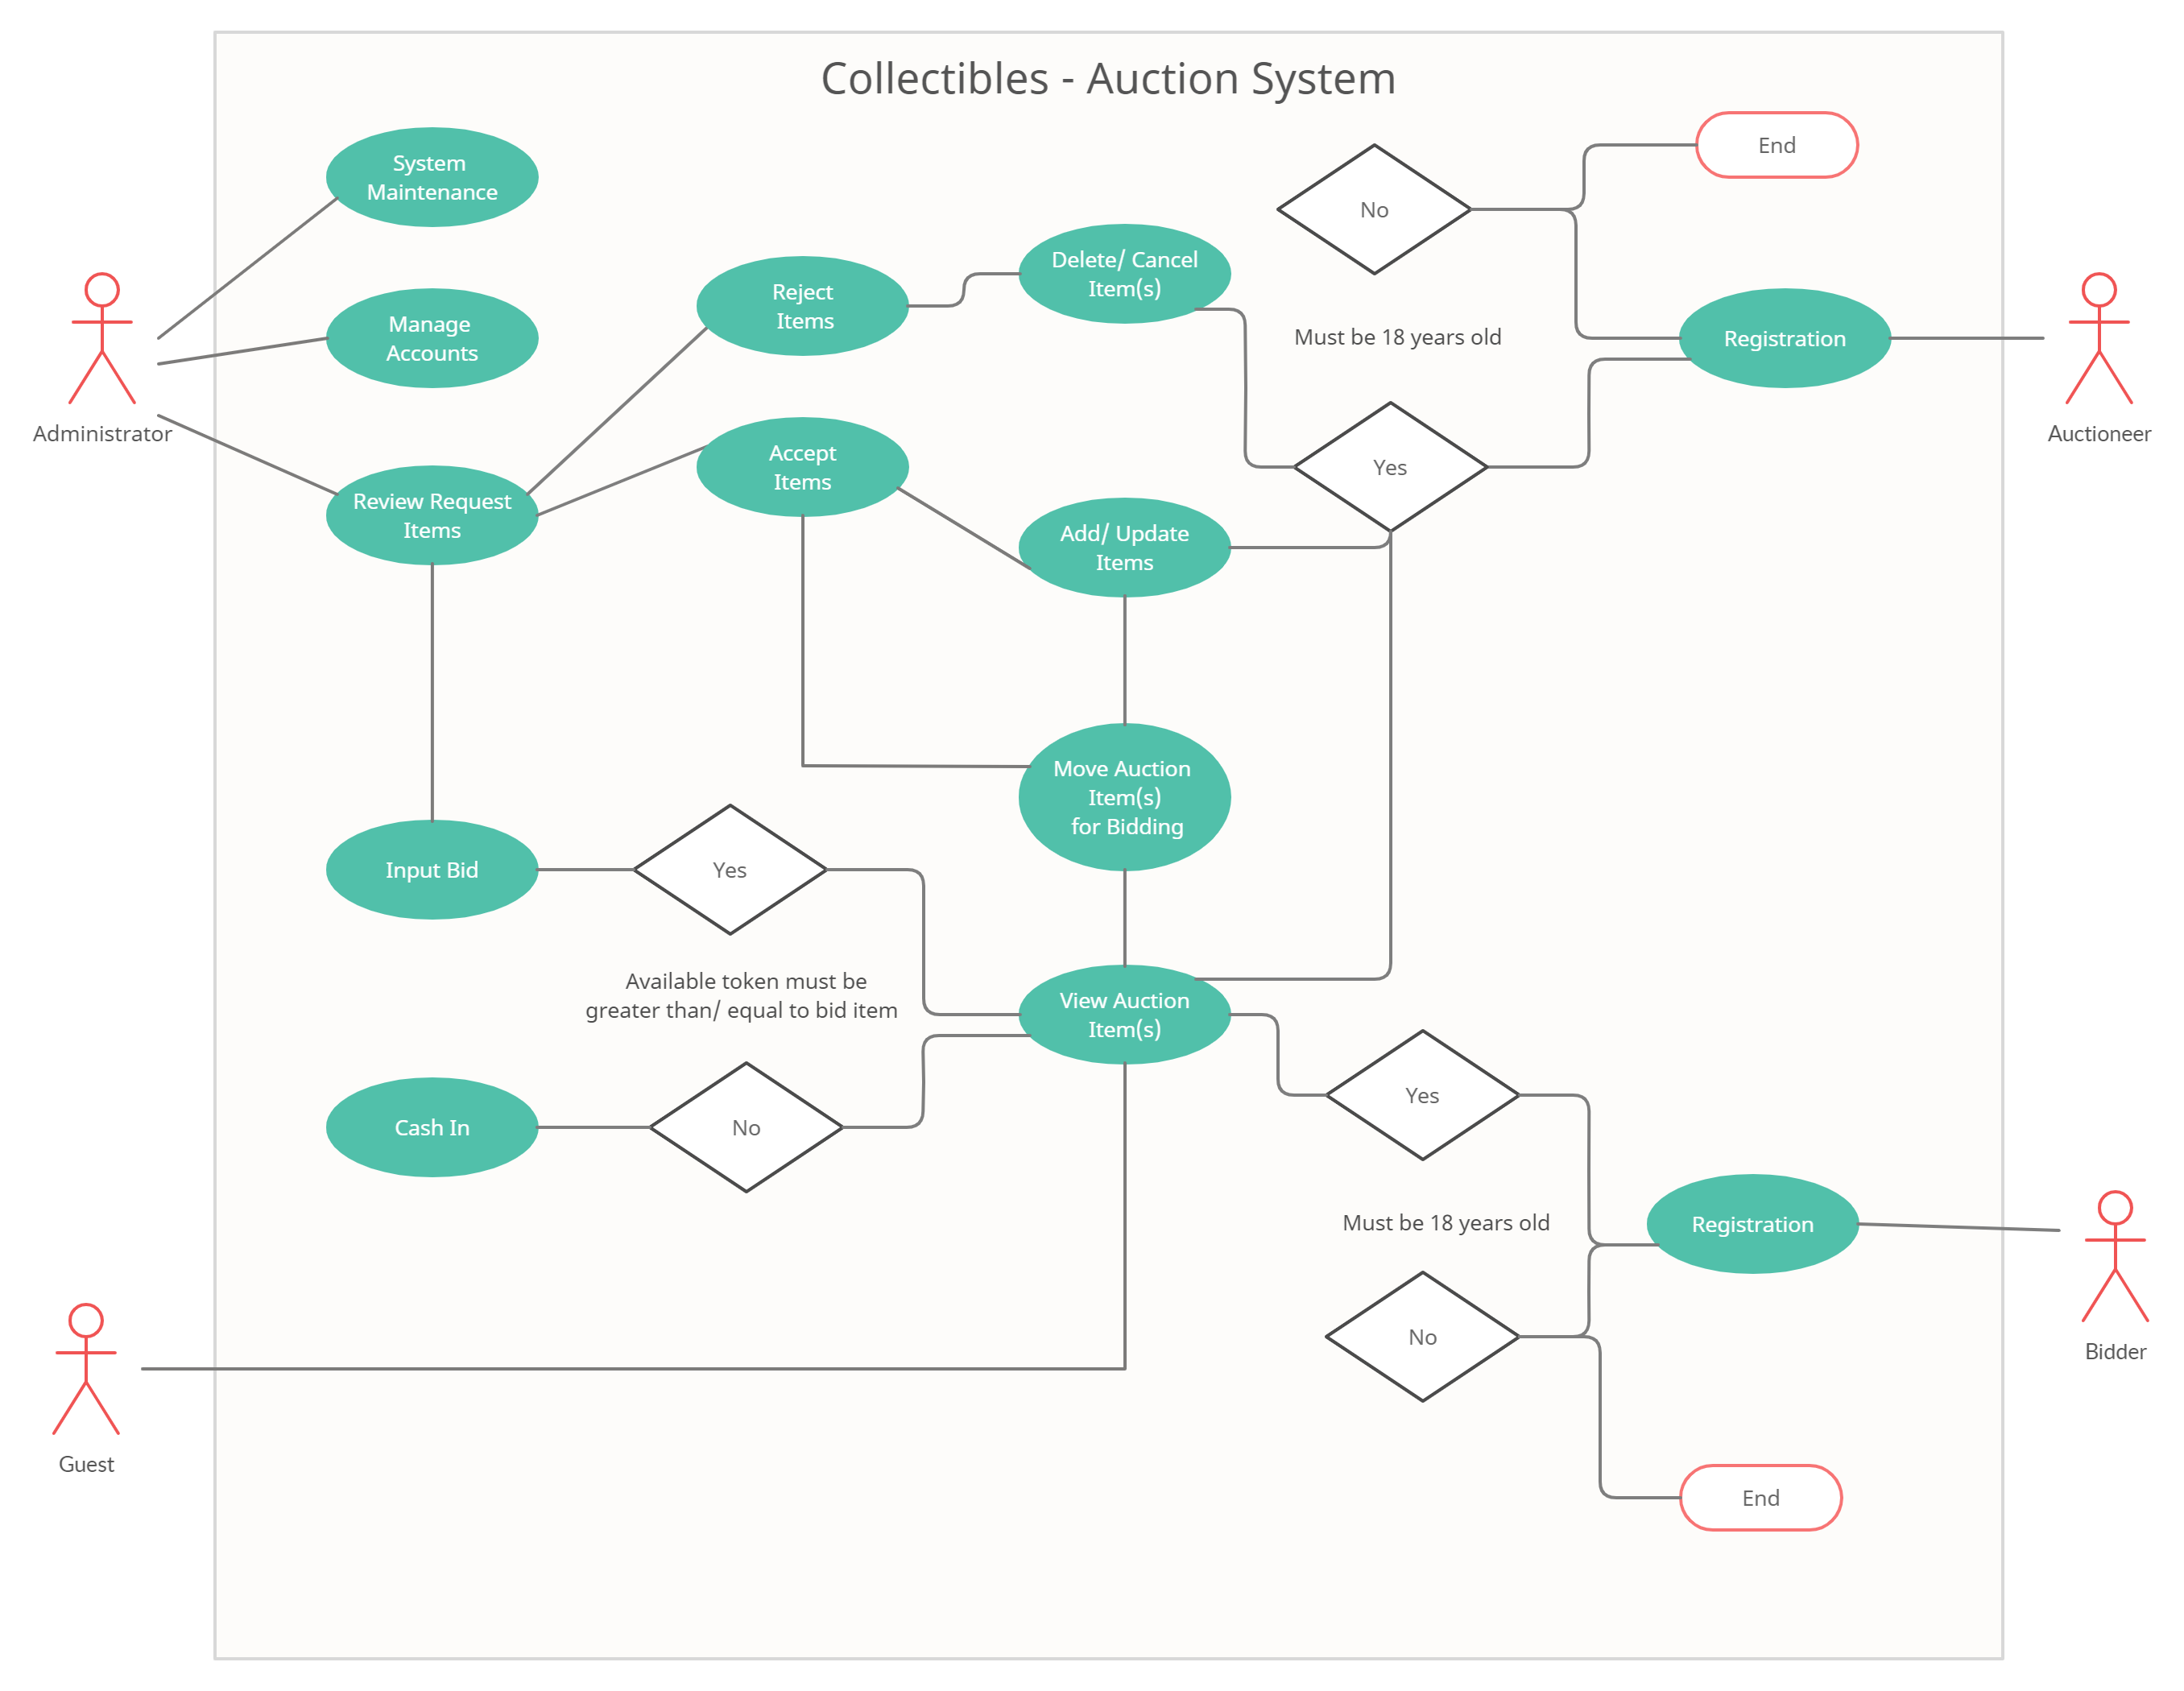 Collectibles - Auction System
System
Maintenance
End
No
Delete/ Cancel
Item(s)
Reject
Items
Manage
Accounts
Must be 18 years old
Registration
Administrator
Auctioneer
Accept
Items
Yes
Review Request
Items
Add/ Update
Items
Move Auction
Item(s)
for Bidding
Input Bid
Yes
Available token must be
greater than/ equal to bid item
View Auction
Item(s)
Yes
Cash In
No
Must be 18 years old
Registration
No
Bidder
Guest
End